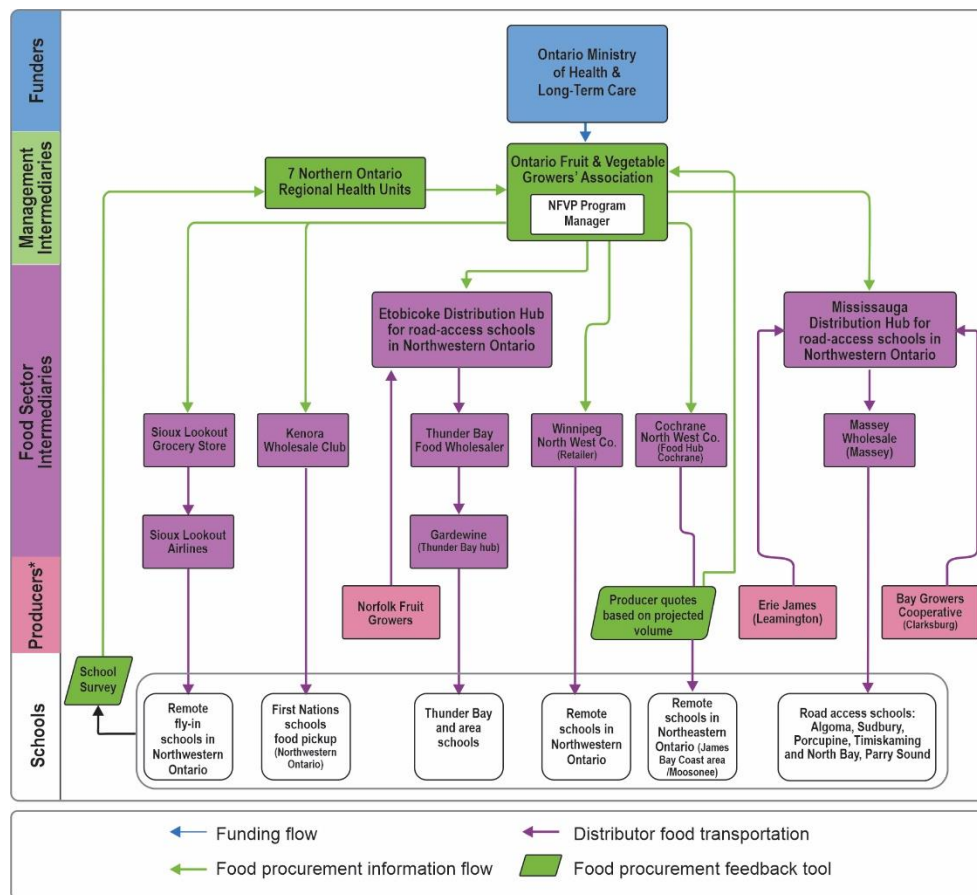 Funders
Ontario Ministry
of Health &
Long-Term Care
Management
Intermediaries
7 Northern Ontario
Regional Health Units
Ontario Fruit & Vegetable
Growers' Association
NFVP Program
Manager
Food Sector
Intermediaries
Etobicoke Distribution Hub
for road-access schools
in Northwestern Ontario
Mississauga
Distribution Hub for
road-access schools in
Northwestern Ontario
Sioux Lookout
Grocery Store
Kenora
Wholesale Club
Thunder Bay
Food Wholesaler
Winnipeg
North West Co.
(Retailer)
Cochrane
North West Co.
(Food Hub
Cochrane)
Massey
Wholesale
(Massey)
Sioux Lookout
Airlines
Gardewine
(Thunder Bay hub)
Producers*
Norfolk Fruit
Growers
Producer quotes
based on projected
volume
Erie James
(Leamington)
Bay Growers
Cooperative
(Clarksburg)
Schools
School
Survey
Remote
fly-in
schools in
Northwestern
Ontario
First Nations
schools
food pickup
(Northwestern
Ontario)
Thunder Bay
and area
schools
Remote
schools in
Northwestern
Ontario
Remote
schools in
Northeastern
Ontario (James
Bay Coast area
/Moosonee)
Road access schools:
Algoma, Sudbury,
Porcupine, Timiskaming
and North Bay, Parry Sound
Funding flow
Distributor food transportation
Food procurement information flow
Food procurement feedback tool